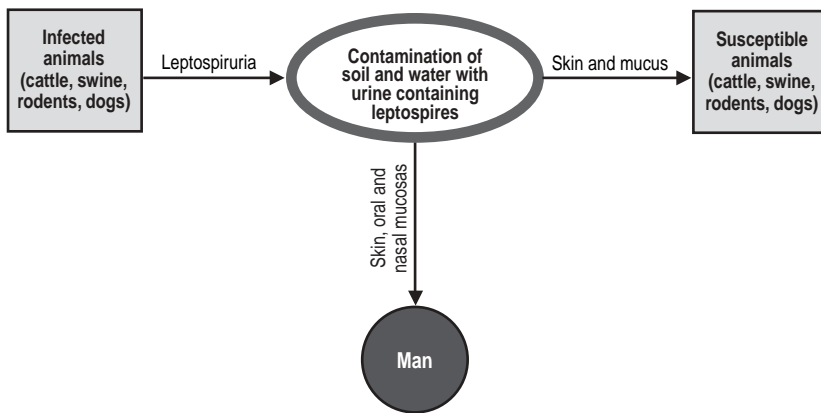 Infected
animals
(cattle, swine,
rodents, dogs)
Leptospiruria
Contamination of
soil and water with
urine containing
leptospires
Skin and mucus
Susceptible
animals
(cattle, swine,
rodents, dogs)
Skin, oral and
nasal mucosas
Man